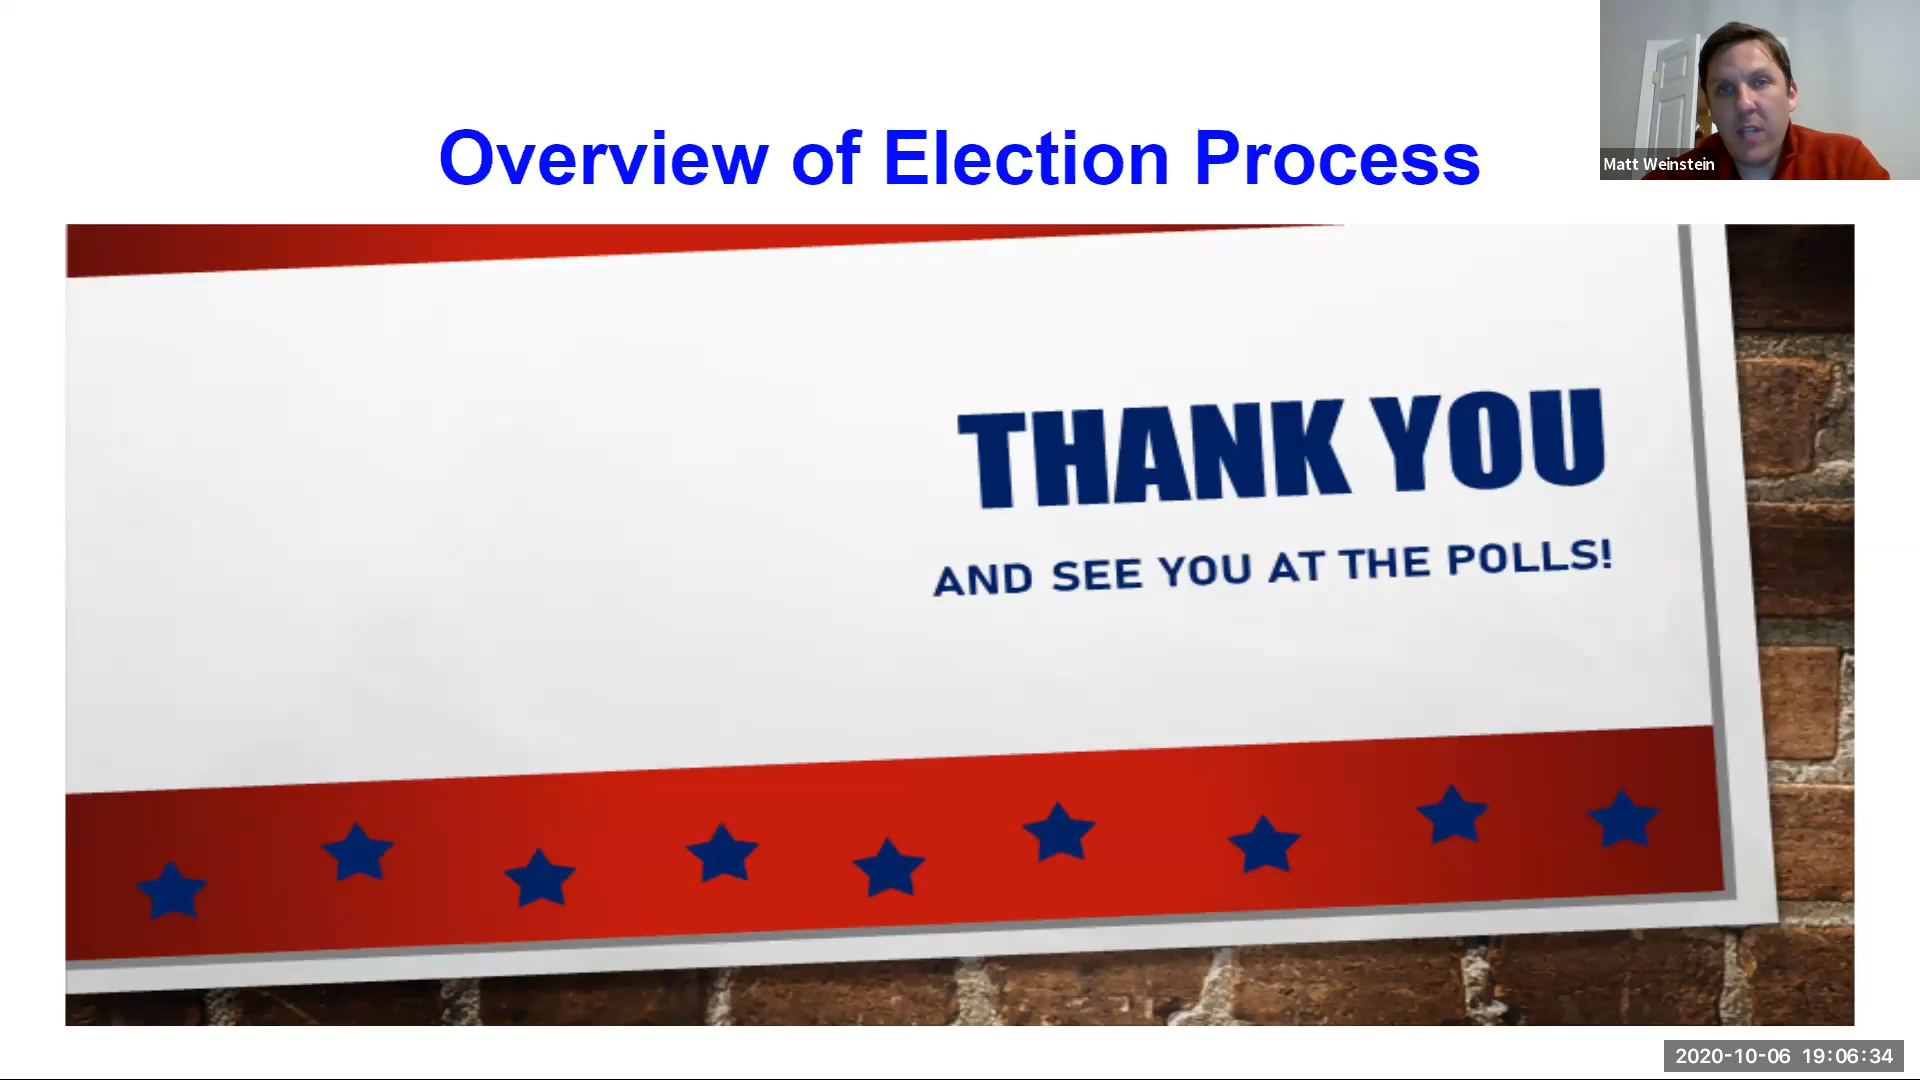 Overview of Election Process
Matt Weinstein
THANK YOU
AND SEE YOU AT THE POLLS!
2020-10-06 19:06:34